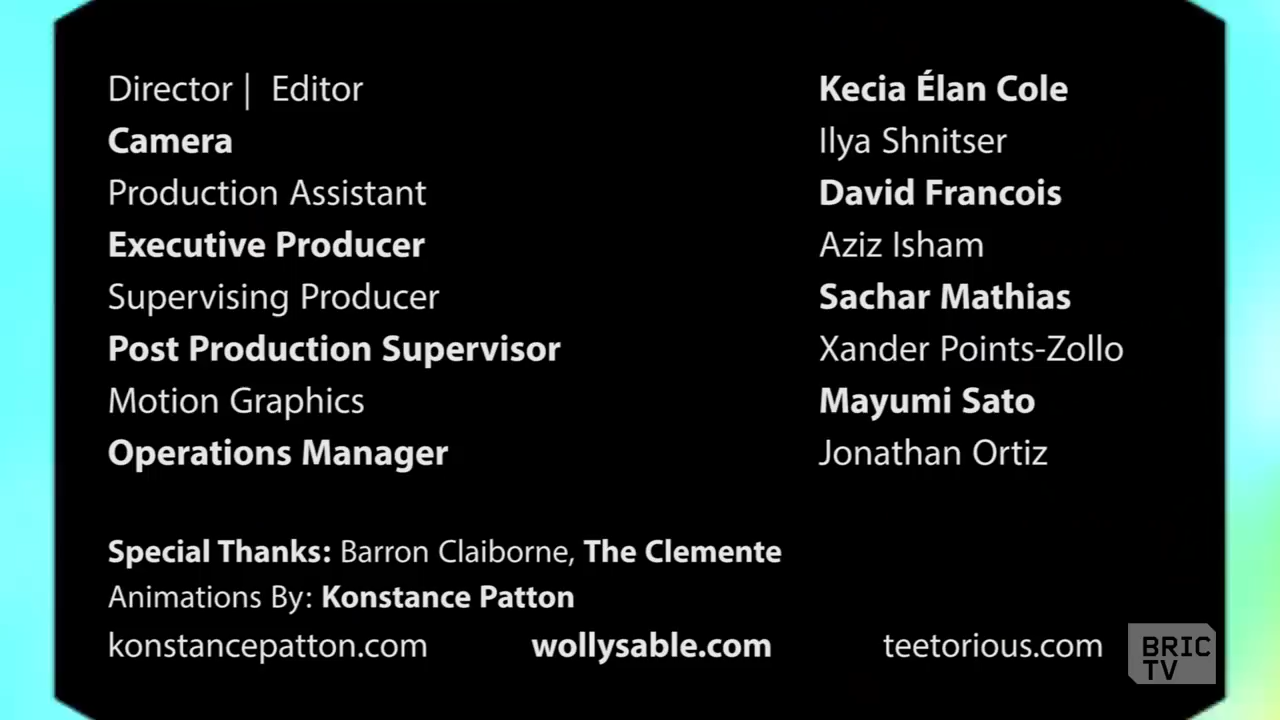 Director | Editor Kecia Élan Cole
Camera Ilya Shnitser
Production Assistant David Francois
Executive Producer Aziz Isham
Supervising Producer Sachar Mathias
Post Production Supervisor Xander Points-Zollo
Motion Graphics Mayumi Sato
Operations Manager Jonathan Ortiz
Special Thanks: Barron Claiborne, The Clemente
Animations By: Konstance Patton
konstancepatton.com wollysable.com teetorious.com
BRIC
TV